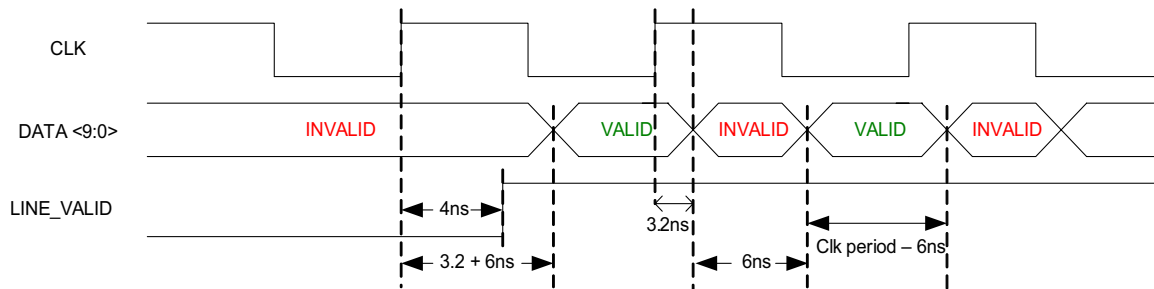 CLK
DATA <9:0>
INVALID
VALID
INVALID
VALID
INVALID
LINE_VALID
4ns
3.2ns
3.2 + 6ns
6ns
Clk period – 6ns